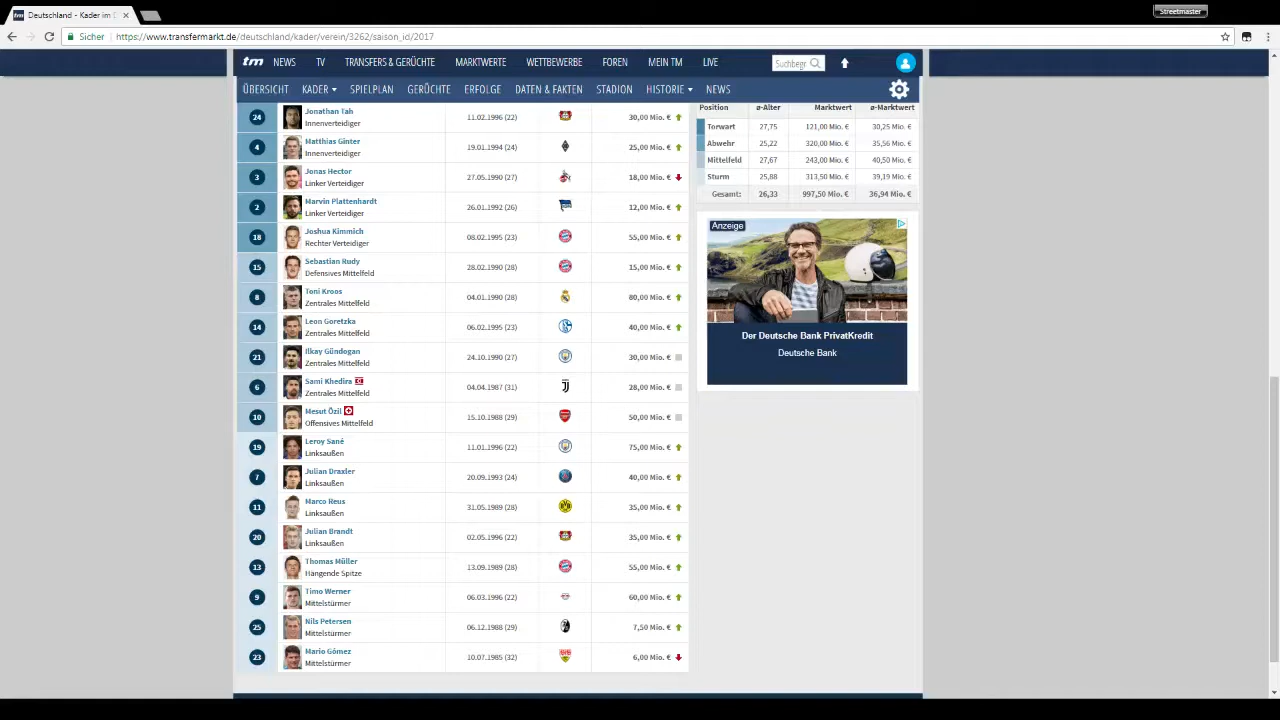 Streetmaster
tm Deutschland - Kader im
Sicher https://www.transfermarkt.de/deutschland/kader/verein/3262/saison_id/2017
tm NEWS TV TRANSFERS & GERÜCHTE MARKTWERTE WETTBEWERBE FOREN MEIN TM LIVE Suchbegr
ÜBERSICHT KADER SPIELPLAN GERÜCHTE ERFOLGE DATEN & FAKTEN STADION HISTORIE NEWS
24 Jonathan Tah 11.02.1996 (22) 30,00 Mio. €
Innenverteidiger
4 Matthias Ginter 19.01.1994 (24) 25,00 Mio. €
Innenverteidiger
3 Jonas Hector 27.05.1990 (27) 18,00 Mio. €
Linker Verteidiger
2 Marvin Plattenhardt 26.01.1992 (26) 12,00 Mio. €
Linker Verteidiger
18 Joshua Kimmich 08.02.1995 (23) 55,00 Mio. €
Rechter Verteidiger
15 Sebastian Rudy 28.02.1990 (28) 15,00 Mio. €
Defensives Mittelfeld
8 Toni Kroos 04.01.1990 (28) 80,00 Mio. €
Zentrales Mittelfeld
14 Leon Goretzka 06.02.1995 (23) 40,00 Mio. €
Zentrales Mittelfeld
21 Ilkay Gündogan 24.10.1990 (27) 30,00 Mio. €
Zentrales Mittelfeld
6 Sami Khedira 04.04.1987 (31) 28,00 Mio. €
Zentrales Mittelfeld
10 Mesut Özil 15.10.1988 (29) 50,00 Mio. €
Offensives Mittelfeld
19 Leroy Sané 11.01.1996 (22) 75,00 Mio. €
Linksaußen
7 Julian Draxler 20.09.1993 (24) 40,00 Mio. €
Linksaußen
11 Marco Reus 31.05.1989 (28) 35,00 Mio. €
Linksaußen
20 Julian Brandt 02.05.1996 (22) 35,00 Mio. €
Linksaußen
13 Thomas Müller 13.09.1989 (28) 55,00 Mio. €
Hängende Spitze
9 Timo Werner 06.03.1996 (22) 60,00 Mio. €
Mittelstürmer
25 Nils Petersen 06.12.1988 (29) 7,50 Mio. €
Mittelstürmer
23 Mario Gómez 10.07.1985 (32) 6,00 Mio. €
Mittelstürmer
Position ø-Alter Marktwert ø-Marktwert
Torwart 27,75 121,00 Mio. € 30,25 Mio. €
Abwehr 25,22 320,00 Mio. € 35,56 Mio. €
Mittelfeld 27,67 243,00 Mio. € 40,50 Mio. €
Sturm 25,88 313,50 Mio. € 39,19 Mio. €
Gesamt: 26,33 997,50 Mio. € 36,94 Mio. €
Anzeige
Der Deutsche Bank PrivatKredit
Deutsche Bank